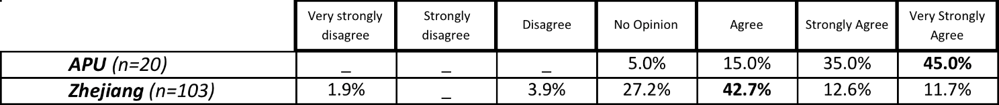 Very strongly disagree Strongly disagree Disagree No Opinion Agree Strongly Agree Very Strongly Agree
APU (n=20) _ _ _ 5.0% 15.0% 35.0% 45.0%
Zhejiang (n=103) 1.9% _ 3.9% 27.2% 42.7% 12.6% 11.7%